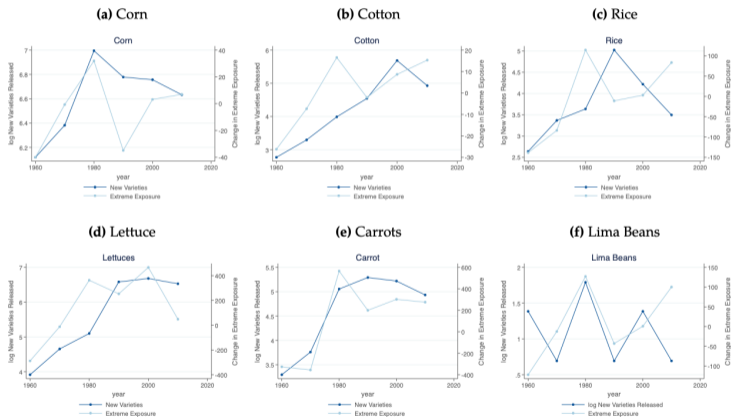 (a) Corn
Corn
log New Varieties Released
7
6.8
6.6
6.4
6.2
40
20
0
-20
-40
Change in Extreme Exposure
1960 1980 2000 2020
year
New Varieties
Extreme Exposure
(b) Cotton
Cotton
log New Varieties Released
6
5
4
3
20
10
0
-10
-20
-30
Change in Extreme Exposure
1960 1980 2000 2020
year
New Varieties
Extreme Exposure
(c) Rice
Rice
log New Varieties Released
5
4.5
4
3.5
3
2.5
100
50
0
-50
-100
-150
Change in Extreme Exposure
1960 1980 2000 2020
year
New Varieties
Extreme Exposure
(d) Lettuce
Lettuces
log New Varieties Released
7
6
5
4
400
200
0
-200
-400
Change in Extreme Exposure
1960 1980 2000 2020
year
New Varieties
Extreme Exposure
(e) Carrots
Carrot
log New Varieties Released
5.5
5
4.5
4
3.5
600
400
200
0
-200
-400
Change in Extreme Exposure
1960 1980 2000 2020
year
New Varieties
Extreme Exposure
(f) Lima Beans
Lima Beans
log New Varieties Released
2
1.5
1
.5
150
100
50
0
-50
-100
Change in Extreme Exposure
1960 1980 2000 2020
year
log New Varieties Released
Extreme Exposure